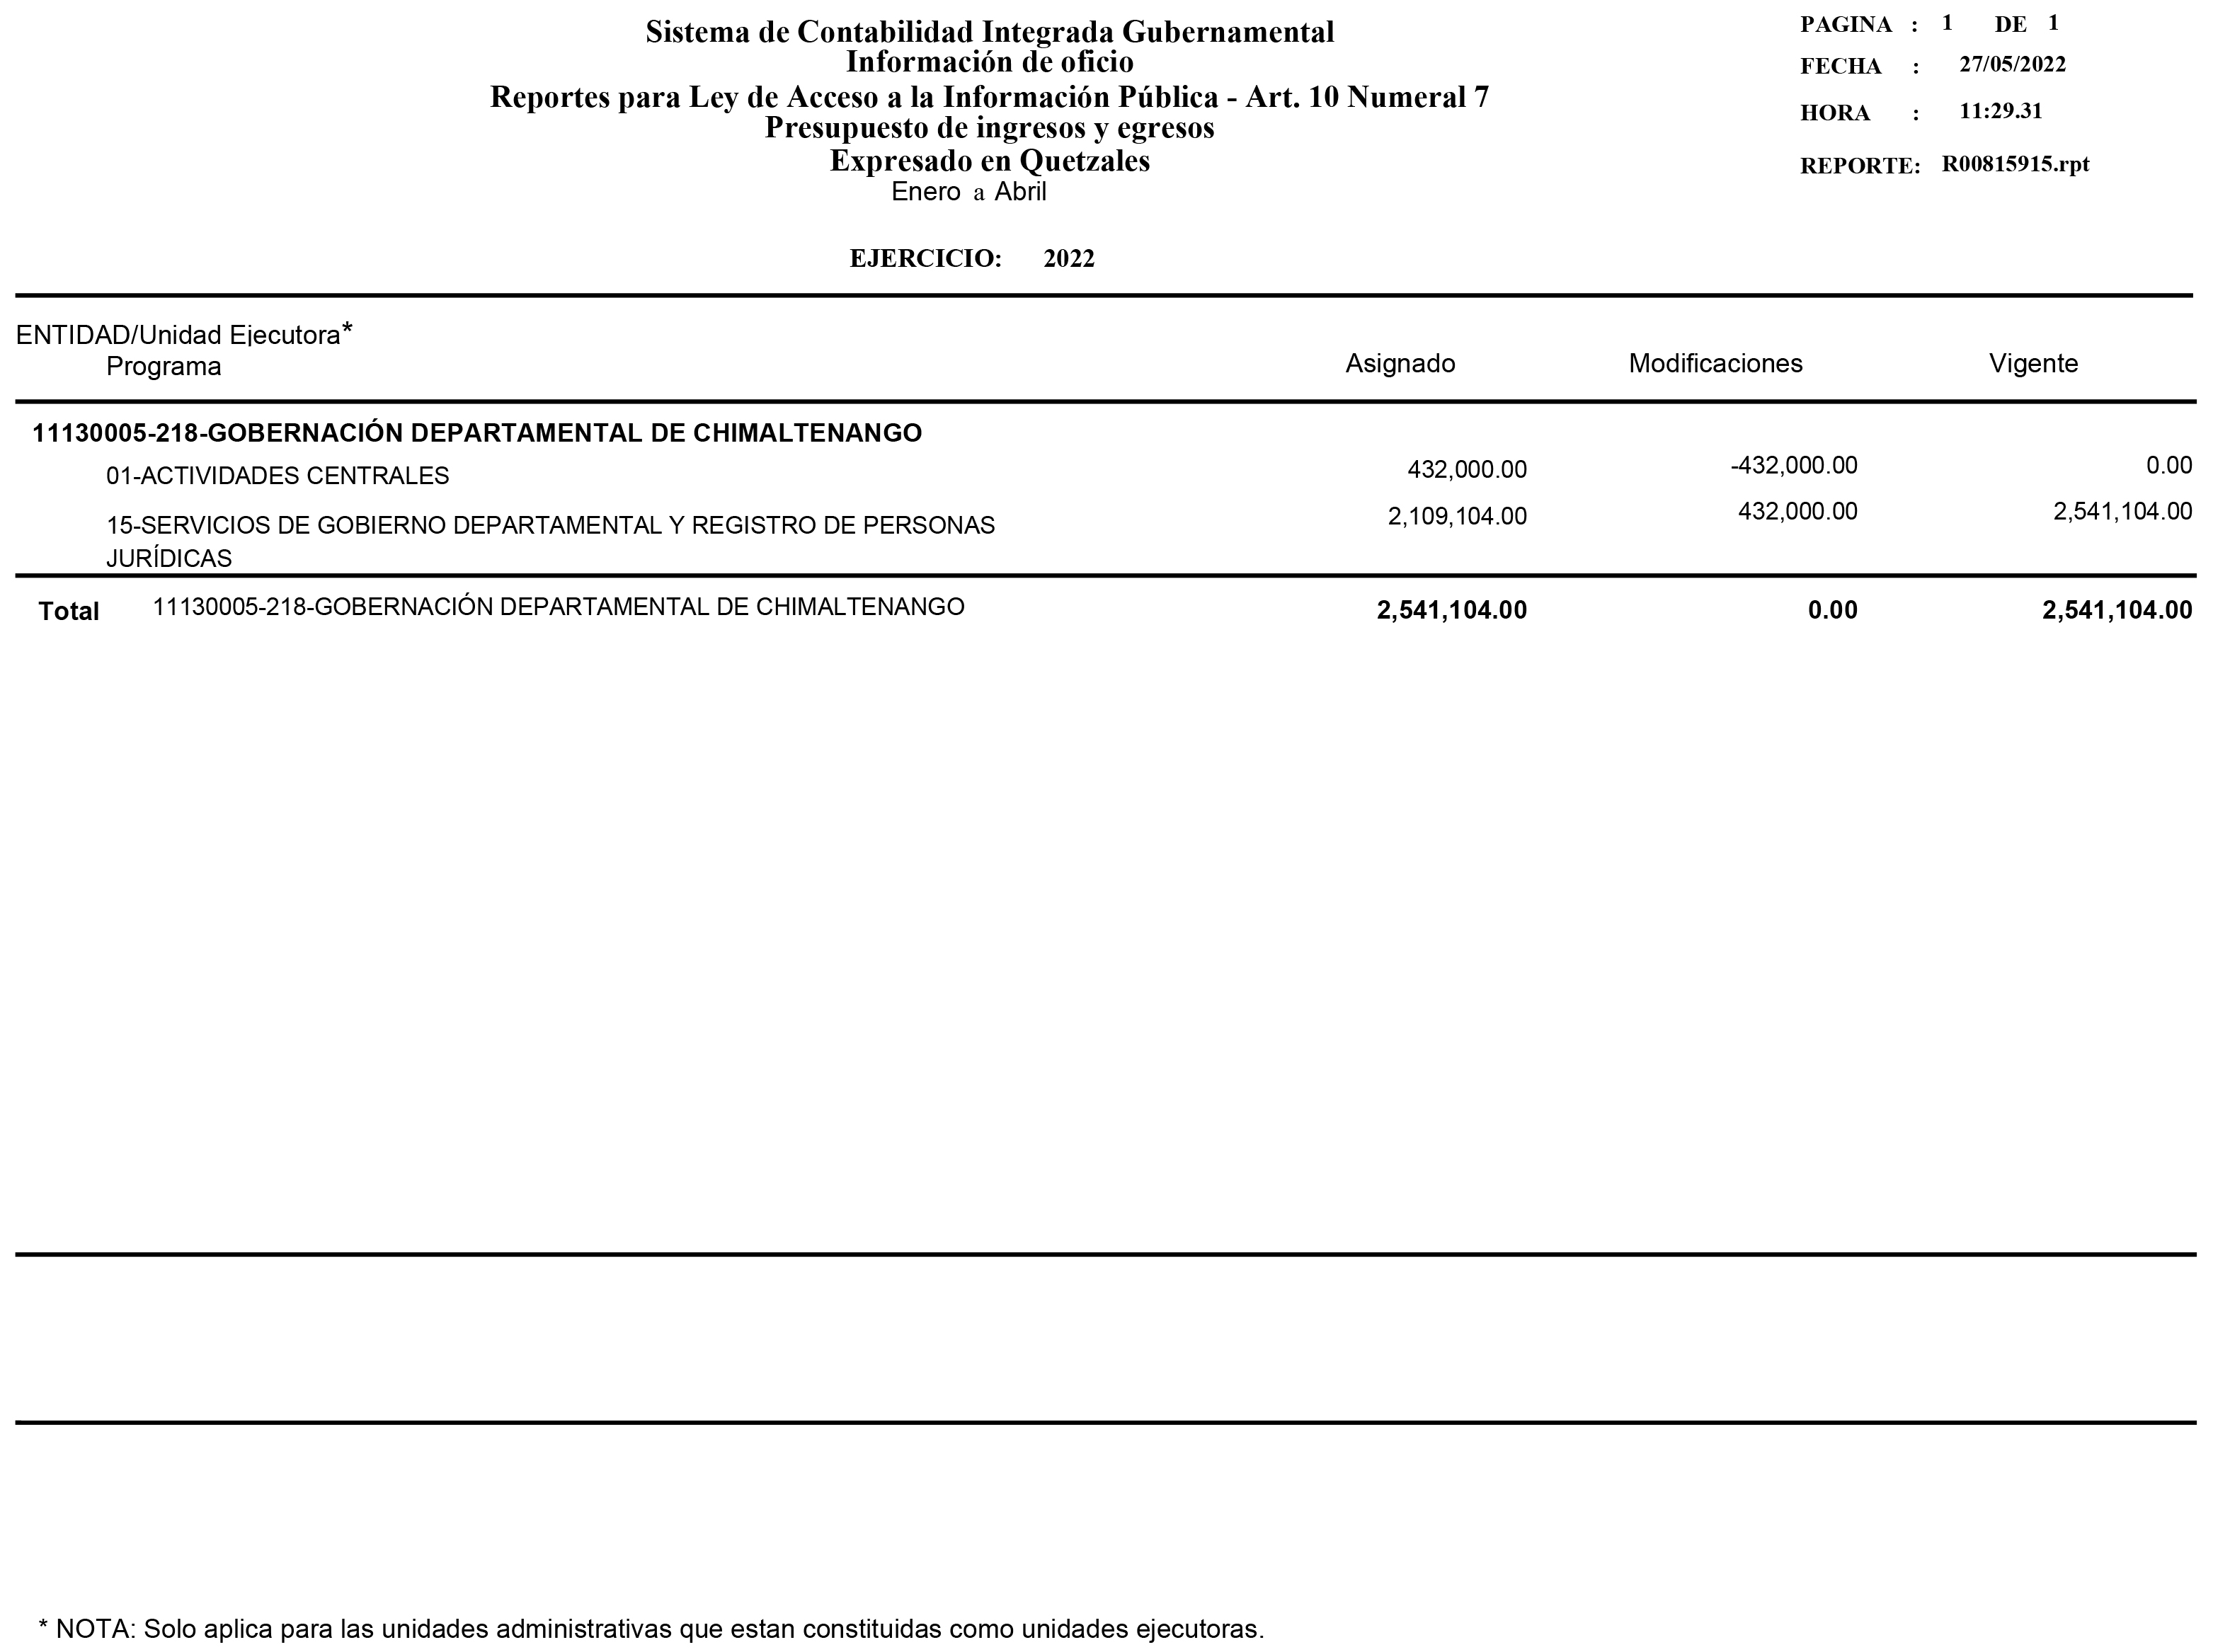 Sistema de Contabilidad Integrada Gubernamental
Información de oficio
Reportes para Ley de Acceso a la Información Pública - Art. 10 Numeral 7
Presupuesto de ingresos y egresos
Expresado en Quetzales
Enero a Abril
EJERCICIO: 2022
PAGINA : 1 DE 1
FECHA : 27/05/2022
HORA : 11:29.31
REPORTE: R00815915.rpt
ENTIDAD/Unidad Ejecutora*
Programa Asignado Modificaciones Vigente
11130005-218-GOBERNACIÓN DEPARTAMENTAL DE CHIMALTENANGO
01-ACTIVIDADES CENTRALES 432,000.00 -432,000.00 0.00
15-SERVICIOS DE GOBIERNO DEPARTAMENTAL Y REGISTRO DE PERSONAS 2,109,104.00 432,000.00 2,541,104.00
JURÍDICAS
Total 11130005-218-GOBERNACIÓN DEPARTAMENTAL DE CHIMALTENANGO 2,541,104.00 0.00 2,541,104.00
* NOTA: Solo aplica para las unidades administrativas que estan constituidas como unidades ejecutoras.